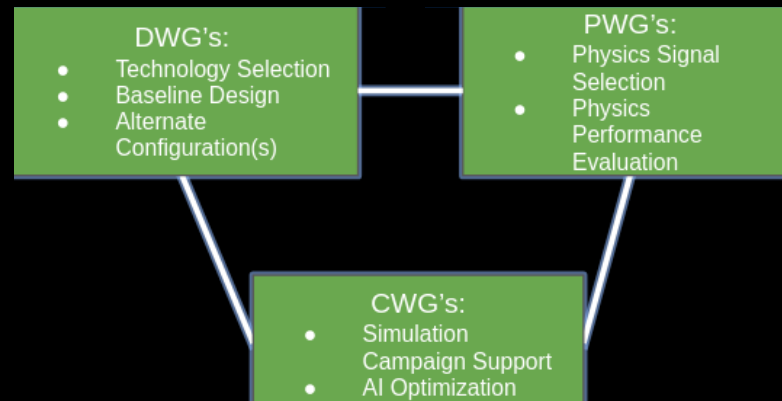 DWG's:
● Technology Selection
● Baseline Design
● Alternate
Configuration(s)
PWG's:
● Physics Signal
Selection
● Physics
Performance
Evaluation
CWG's:
● Simulation
Campaign Support
● AI Optimization